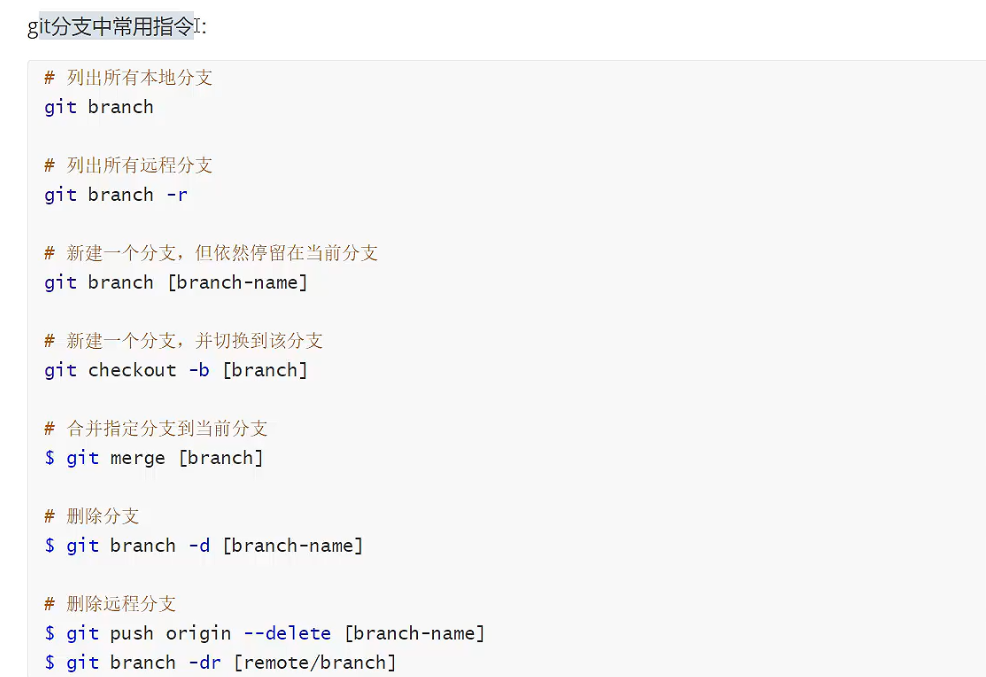 git分支中常用指令:
# 列出所有本地分支
git branch
# 列出所有远程分支
git branch -r
# 新建一个分支，但依然停留在当前分支
git branch [branch-name]
# 新建一个分支，并切换到该分支
git checkout -b [branch]
# 合并指定分支到当前分支
$ git merge [branch]
# 删除分支
$ git branch -d [branch-name]
# 删除远程分支
$ git push origin --delete [branch-name]
$ git branch -dr [remote/branch]